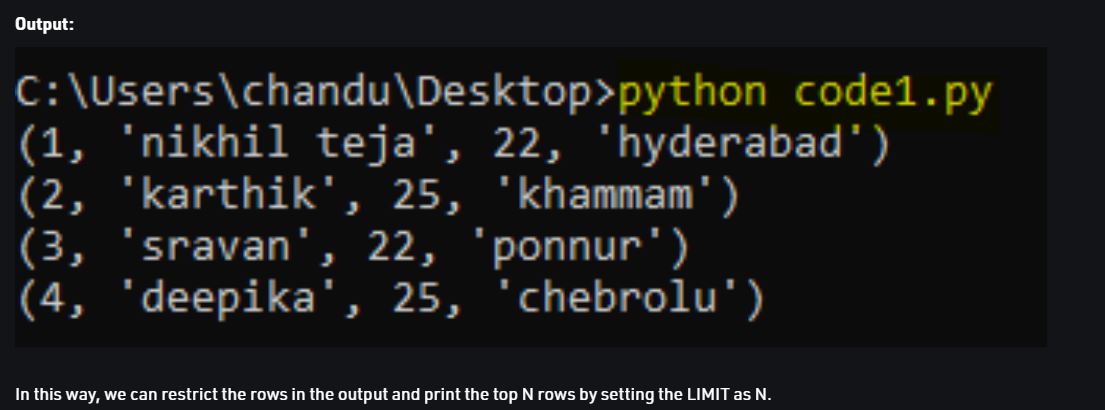 Output:
C:\Users\chandu\Desktop>python code1.py
(1, 'nikhil teja', 22, 'hyderabad')
(2, 'karthik', 25, 'khammam')
(3, 'sravan', 22, 'ponnur')
(4, 'deepika', 25, 'chebrolu')
In this way, we can restrict the rows in the output and print the top N rows by setting the LIMIT as N.